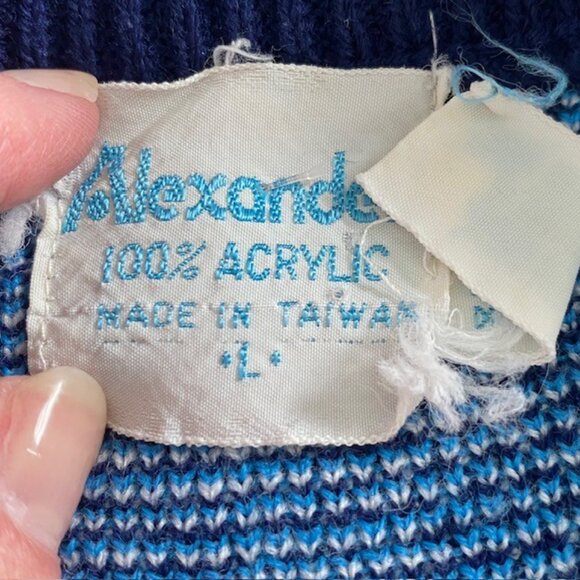 Alexande
100% ACRYLIC
MADE IN TAIWAN
• L •